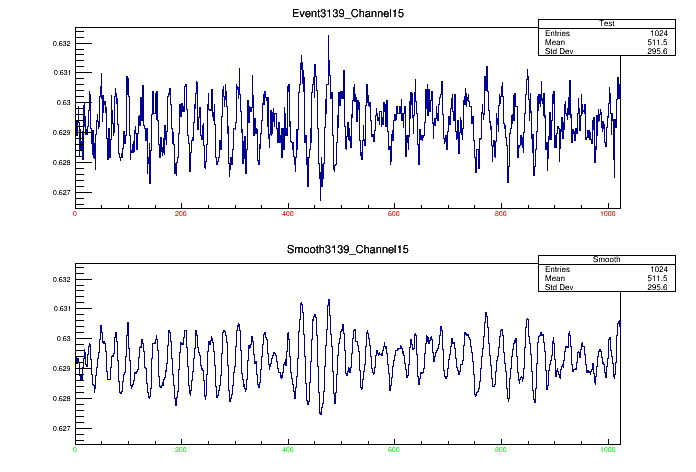 Event3139_Channel15
Test
Entries 1024
Mean 511.5
Std Dev 295.6
0.632
0.631
0.63
0.629
0.628
0.627
0 200 400 600 800 1000
Smooth3139_Channel15
Smooth
Entries 1024
Mean 511.5
Std Dev 295.6
0.632
0.631
0.63
0.629
0.628
0.627
0 200 400 600 800 1000